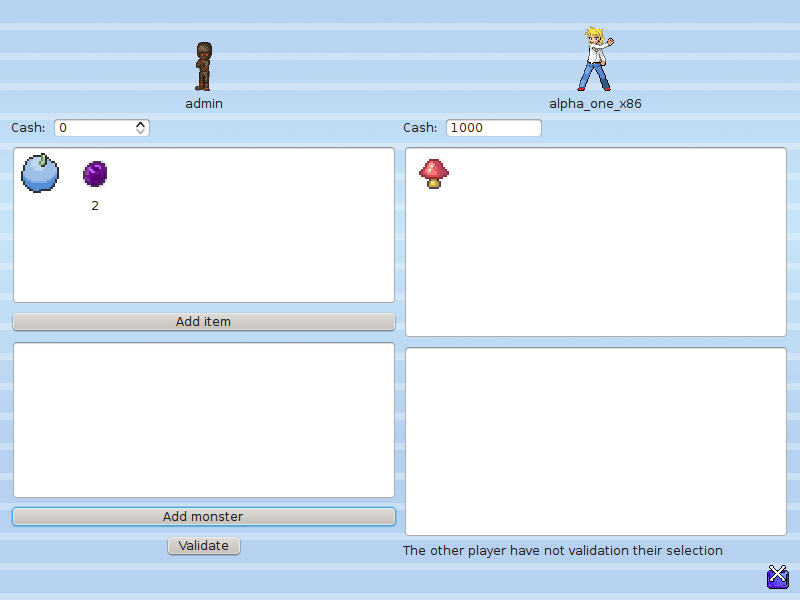 admin
alpha_one_x86
Cash: 0
Cash: 1000
2
Add item
Add monster
Validate
The other player have not validation their selection